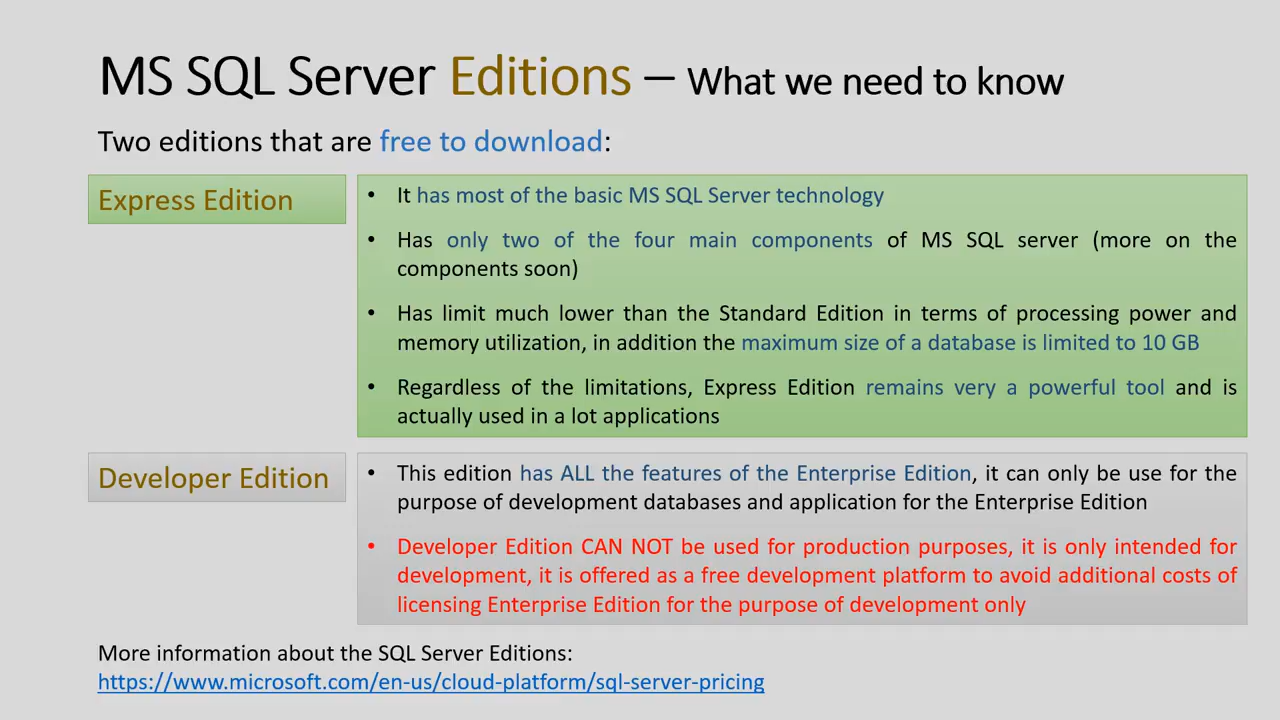 MS SQL Server Editions – What we need to know
Two editions that are free to download:
Express Edition
• It has most of the basic MS SQL Server technology
• Has only two of the four main components of MS SQL server (more on the
components soon)
• Has limit much lower than the Standard Edition in terms of processing power and
memory utilization, in addition the maximum size of a database is limited to 10 GB
• Regardless of the limitations, Express Edition remains very a powerful tool and is
actually used in a lot applications
Developer Edition
• This edition has ALL the features of the Enterprise Edition, it can only be use for the
purpose of development databases and application for the Enterprise Edition
• Developer Edition CAN NOT be used for production purposes, it is only intended for
development, it is offered as a free development platform to avoid additional costs of
licensing Enterprise Edition for the purpose of development only
More information about the SQL Server Editions:
https://www.microsoft.com/en-us/cloud-platform/sql-server-pricing